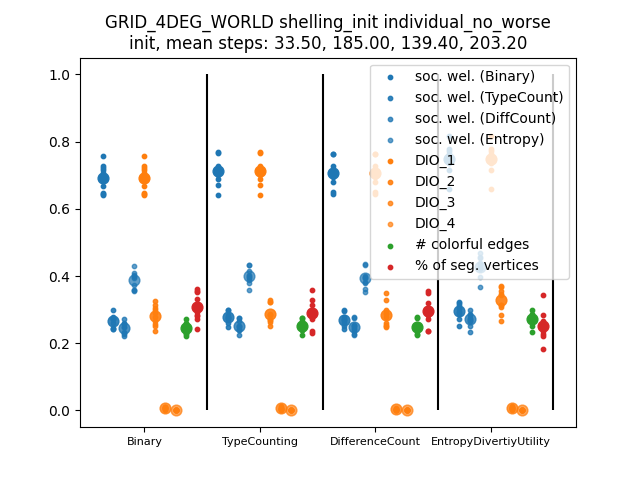 GRID_4DEG_WORLD shelling_init individual_no_worse
init, mean steps: 33.50, 185.00, 139.40, 203.20
1.0
0.8
0.6
0.4
0.2
0.0
soc. wel. (Binary)
soc. wel. (TypeCount)
soc. wel. (DiffCount)
soc. wel. (Entropy)
DIO_1
DIO_2
DIO_3
DIO_4
# colorful edges
% of seg. vertices
Binary
TypeCounting
DifferenceCount
EntropyDivertiyUtility